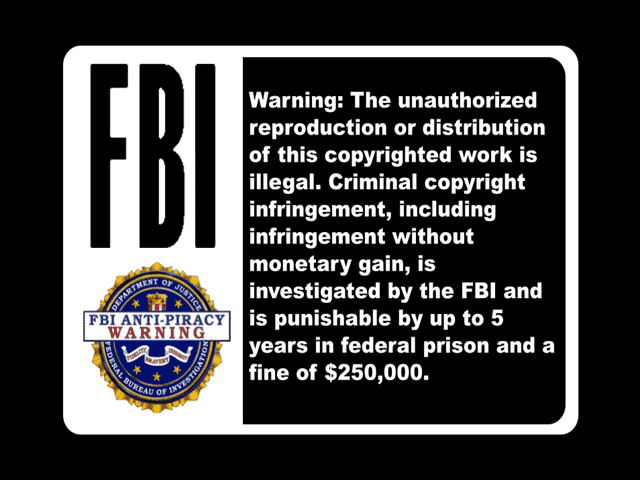 FBI
DEPARTMENT OF JUSTICE
FBI ANTI-PIRACY
WARNING
FIDELITY BRAVERY INTEGRITY
FEDERAL BUREAU OF INVESTIGATION
Warning: The unauthorized
reproduction or distribution
of this copyrighted work is
illegal. Criminal copyright
infringement, including
infringement without
monetary gain, is
investigated by the FBI and
is punishable by up to 5
years in federal prison and a
fine of $250,000.